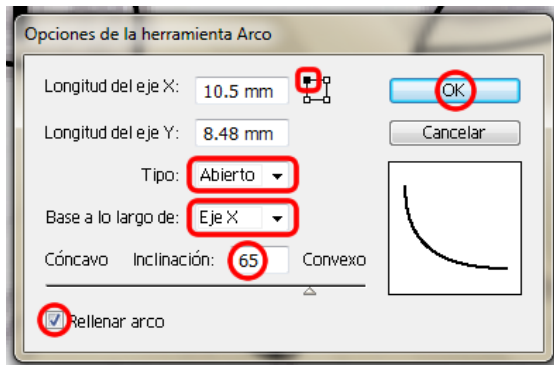 Opciones de la herramienta Arco
Longitud del eje X: 10.5 mm
OK
Longitud del eje Y: 8.48 mm
Cancelar
Tipo: Abierto
Base a lo largo de: Eje X
Cóncavo Inclinación: 65 Convexo
Rellenar arco